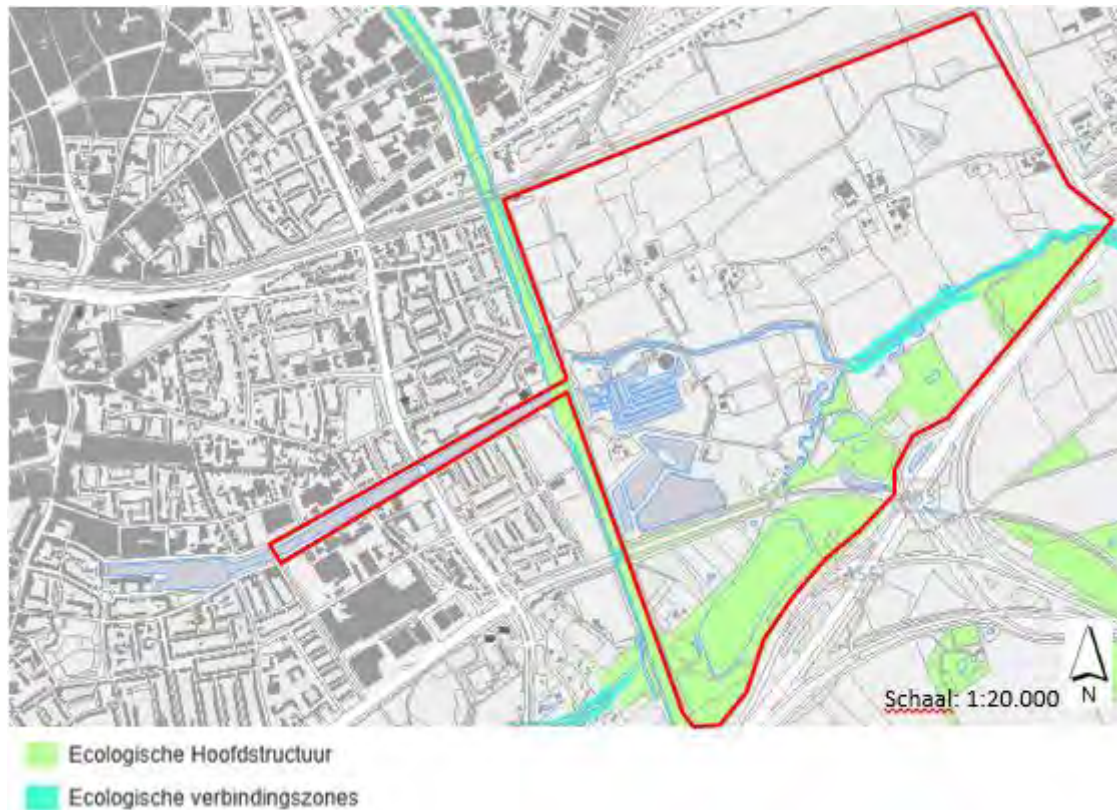 Schaal: 1:20.000
N
Ecologische Hoofdstructuur
Ecologische verbindingszones